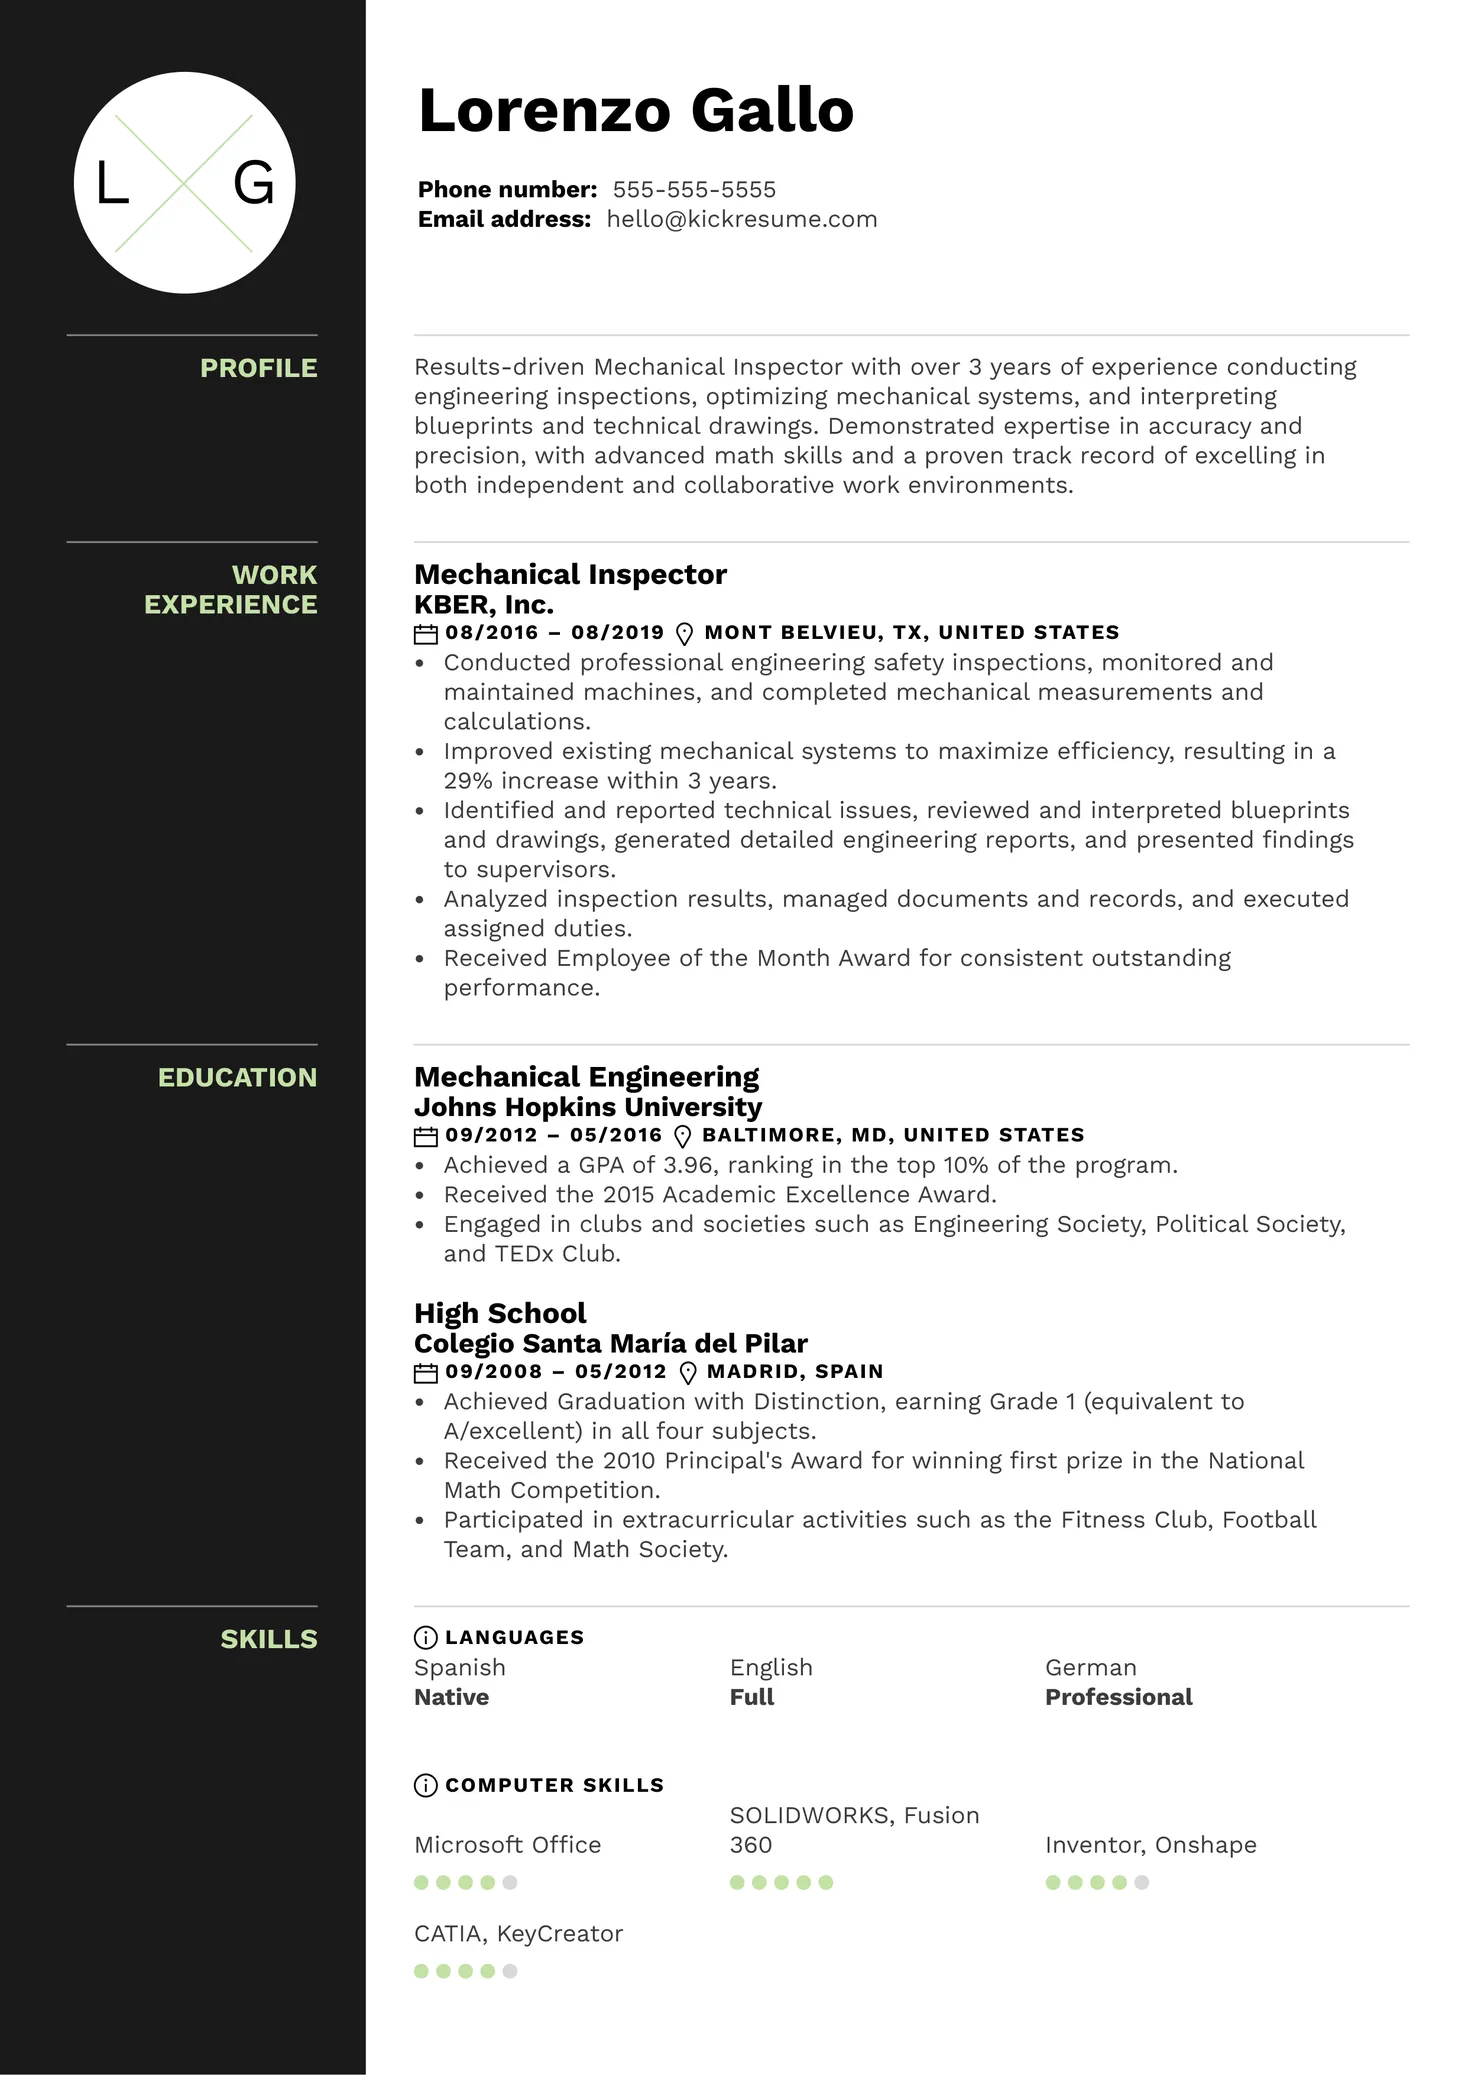 L G
Lorenzo Gallo
Phone number: 555-555-5555
Email address: hello@kickresume.com
PROFILE
Results-driven Mechanical Inspector with over 3 years of experience conducting
engineering inspections, optimizing mechanical systems, and interpreting
blueprints and technical drawings. Demonstrated expertise in accuracy and
precision, with advanced math skills and a proven track record of excelling in
both independent and collaborative work environments.
WORK
EXPERIENCE
Mechanical Inspector
KBER, Inc.
08/2016 – 08/2019 MONT BELVIEU, TX, UNITED STATES
• Conducted professional engineering safety inspections, monitored and
maintained machines, and completed mechanical measurements and
calculations.
• Improved existing mechanical systems to maximize efficiency, resulting in a
29% increase within 3 years.
• Identified and reported technical issues, reviewed and interpreted blueprints
and drawings, generated detailed engineering reports, and presented findings
to supervisors.
• Analyzed inspection results, managed documents and records, and executed
assigned duties.
• Received Employee of the Month Award for consistent outstanding
performance.
EDUCATION
Mechanical Engineering
Johns Hopkins University
09/2012 – 05/2016 BALTIMORE, MD, UNITED STATES
• Achieved a GPA of 3.96, ranking in the top 10% of the program.
• Received the 2015 Academic Excellence Award.
• Engaged in clubs and societies such as Engineering Society, Political Society,
and TEDx Club.
High School
Colegio Santa María del Pilar
09/2008 – 05/2012 MADRID, SPAIN
• Achieved Graduation with Distinction, earning Grade 1 (equivalent to
A/excellent) in all four subjects.
• Received the 2010 Principal's Award for winning first prize in the National
Math Competition.
• Participated in extracurricular activities such as the Fitness Club, Football
Team, and Math Society.
SKILLS
LANGUAGES
Spanish English German
Native Full Professional
COMPUTER SKILLS
SOLIDWORKS, Fusion
Microsoft Office 360 Inventor, Onshape
CATIA, KeyCreator